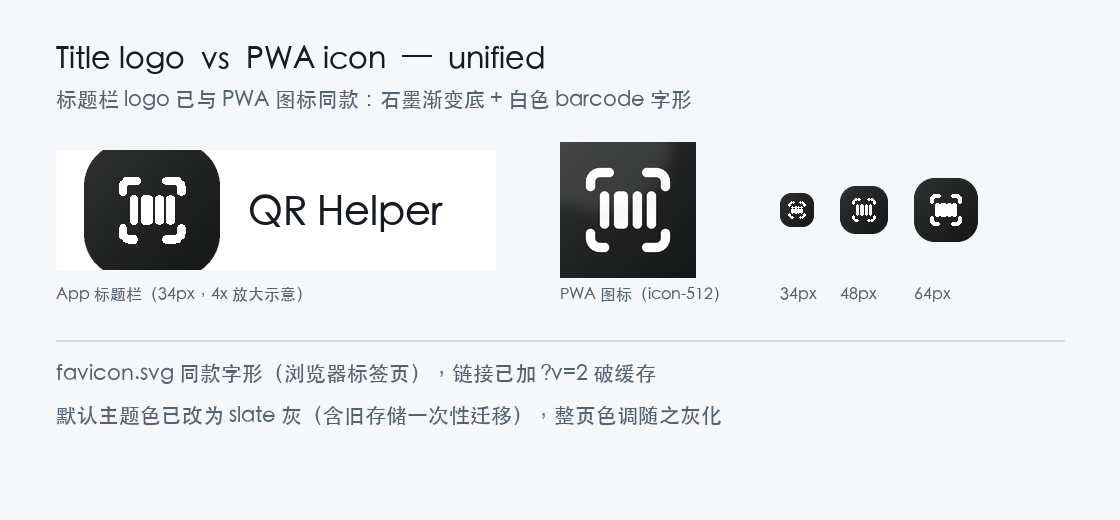 Title logo vs PWA icon — unified
标题栏 logo 已与 PWA 图标同款：石墨渐变底 + 白色 barcode 字形
QR Helper
App 标题栏（34px，4x 放大示意）
PWA 图标（icon-512）
34px
48px
64px
favicon.svg 同款字形（浏览器标签页），链接已加 ?v=2 破缓存
默认主题色已改为 slate 灰（含旧存储一次性迁移），整页色调随之灰化